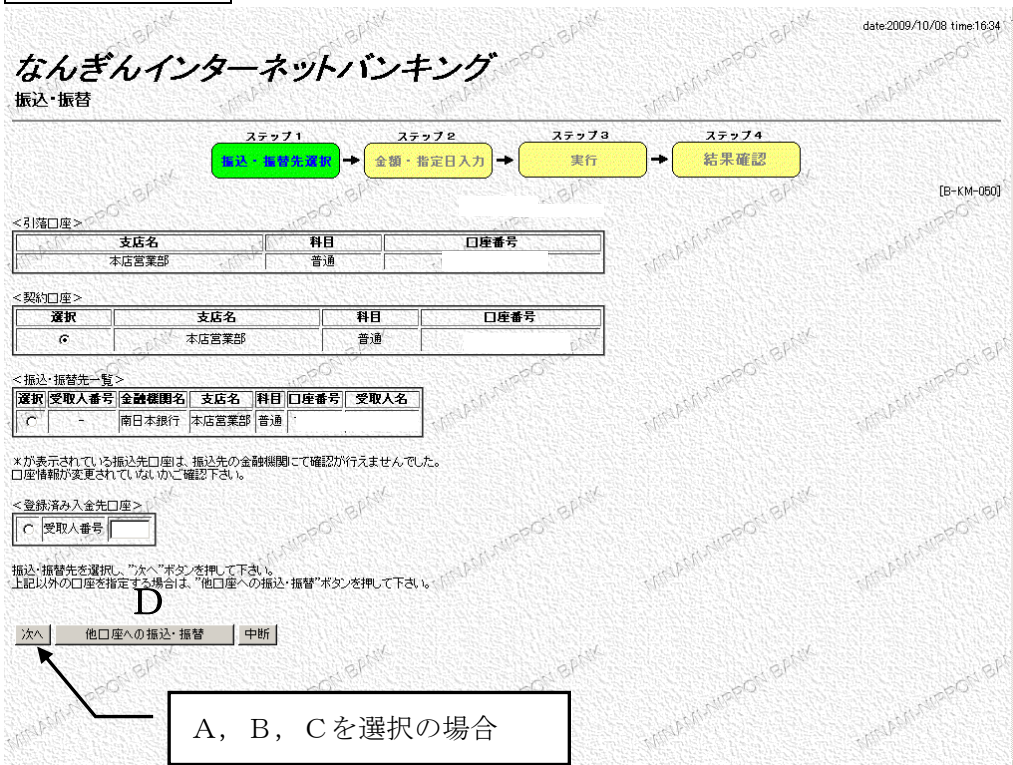 date:2009/10/08 time:16:34
なんぎんインターネットバンキング
振込・振替
ステップ1 ステップ2 ステップ3 ステップ4
振込・振替先選択 → 金額・指定日入力 → 実行 → 結果確認
[B-KM-050]
<引落口座>
支店名 科目 口座番号
本店営業部 普通
<契約口座>
選択 支店名 科目 口座番号
本店営業部 普通
<振込・振替先一覧>
選択 受取人番号 金融機関名 支店名 科目 口座番号 受取人名
- 南日本銀行 本店営業部 普通
*が表示されている振込先口座は、振込先の金融機関にて確認が行えませんでした。
口座情報が変更されていないかご確認下さい。
<登録済み入金先口座>
受取人番号
振込・振替先を選択し、"次へ"ボタンを押して下さい。
上記以外の口座を指定する場合は、"他口座への振込・振替"ボタンを押して下さい。
D
次へ 他口座への振込・振替 中断
A，B，Cを選択の場合
MINAMI-NIPPON BANK